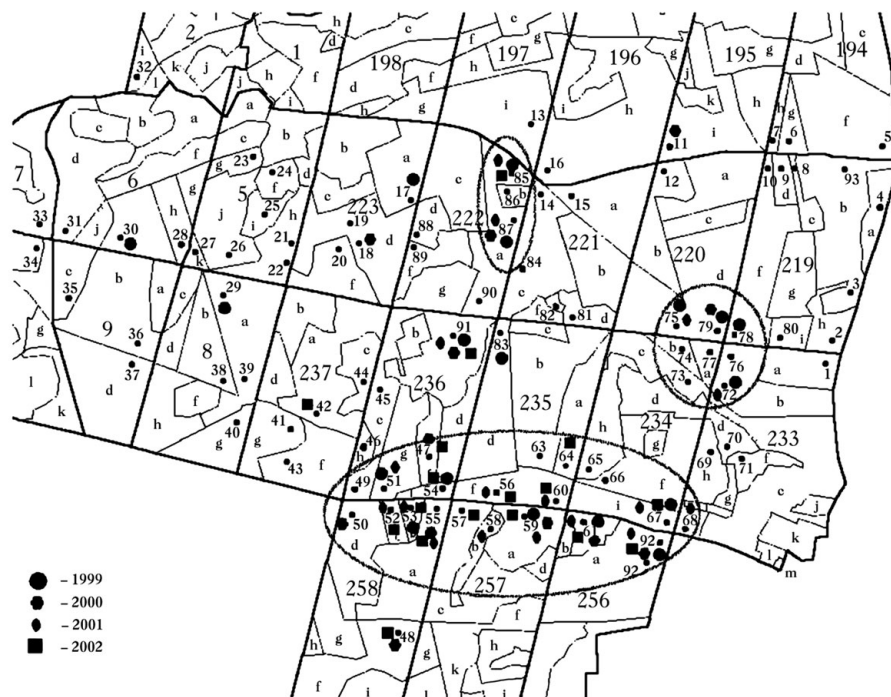 2 1 198 197 196 195 194
c c f h g c d g h g
i k l j j h i f d g h i d h k g i h g f
32 13 11 7 6 5
c b a a b a c a 16 12 10 9 8 93
7 d 6 g f 23 24 5 f 17 85 86 14 15 a b d a 4
h g 25 i 223 19 d 222 87 221 c 220 219
33 31 30 j 28 27 k 26 21 20 18 88 89 a b b d f g
34 22 84 h 3
c b a c 29 b d e f g 90 82 81 g 75 79 78 80 i h 2
35 a 91 83 c b 74 77 76 1
g 9 36 d 8 a c 236 b a 73 72 a
37 38 39 237 44 45 235 d b
l d f 42 234 233
k h 40 41 46 47 d 63 64 65 g 69 70 71
g 43 f h g f 66 h f
49 51 54 f 56 60 i f g j
50 52 53 55 57 58 59 61 67 68 k
d a b a a 92 92 l m
258 257 d 256
c f
h g 48 h g
f i k l j i
– 1999
– 2000
– 2001
– 2002